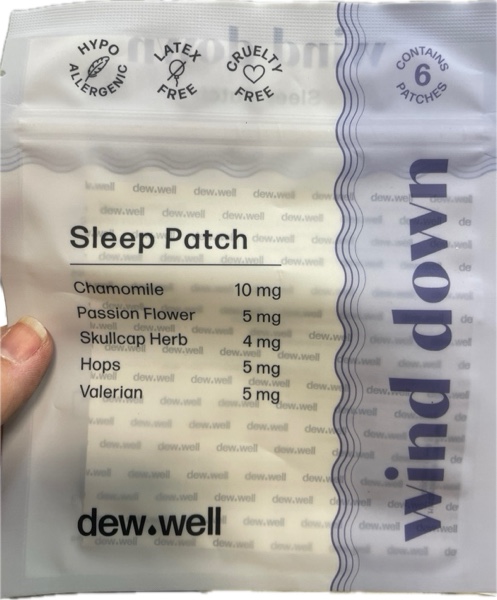 HYPO
ALLERGENIC
LATEX
FREE
CRUELTY
FREE
CONTAINS
6
PATCHES
wind down
Sleep Patch
Chamomile 10 mg
Passion Flower 5 mg
Skullcap Herb 4 mg
Hops 5 mg
Valerian 5 mg
dew.well